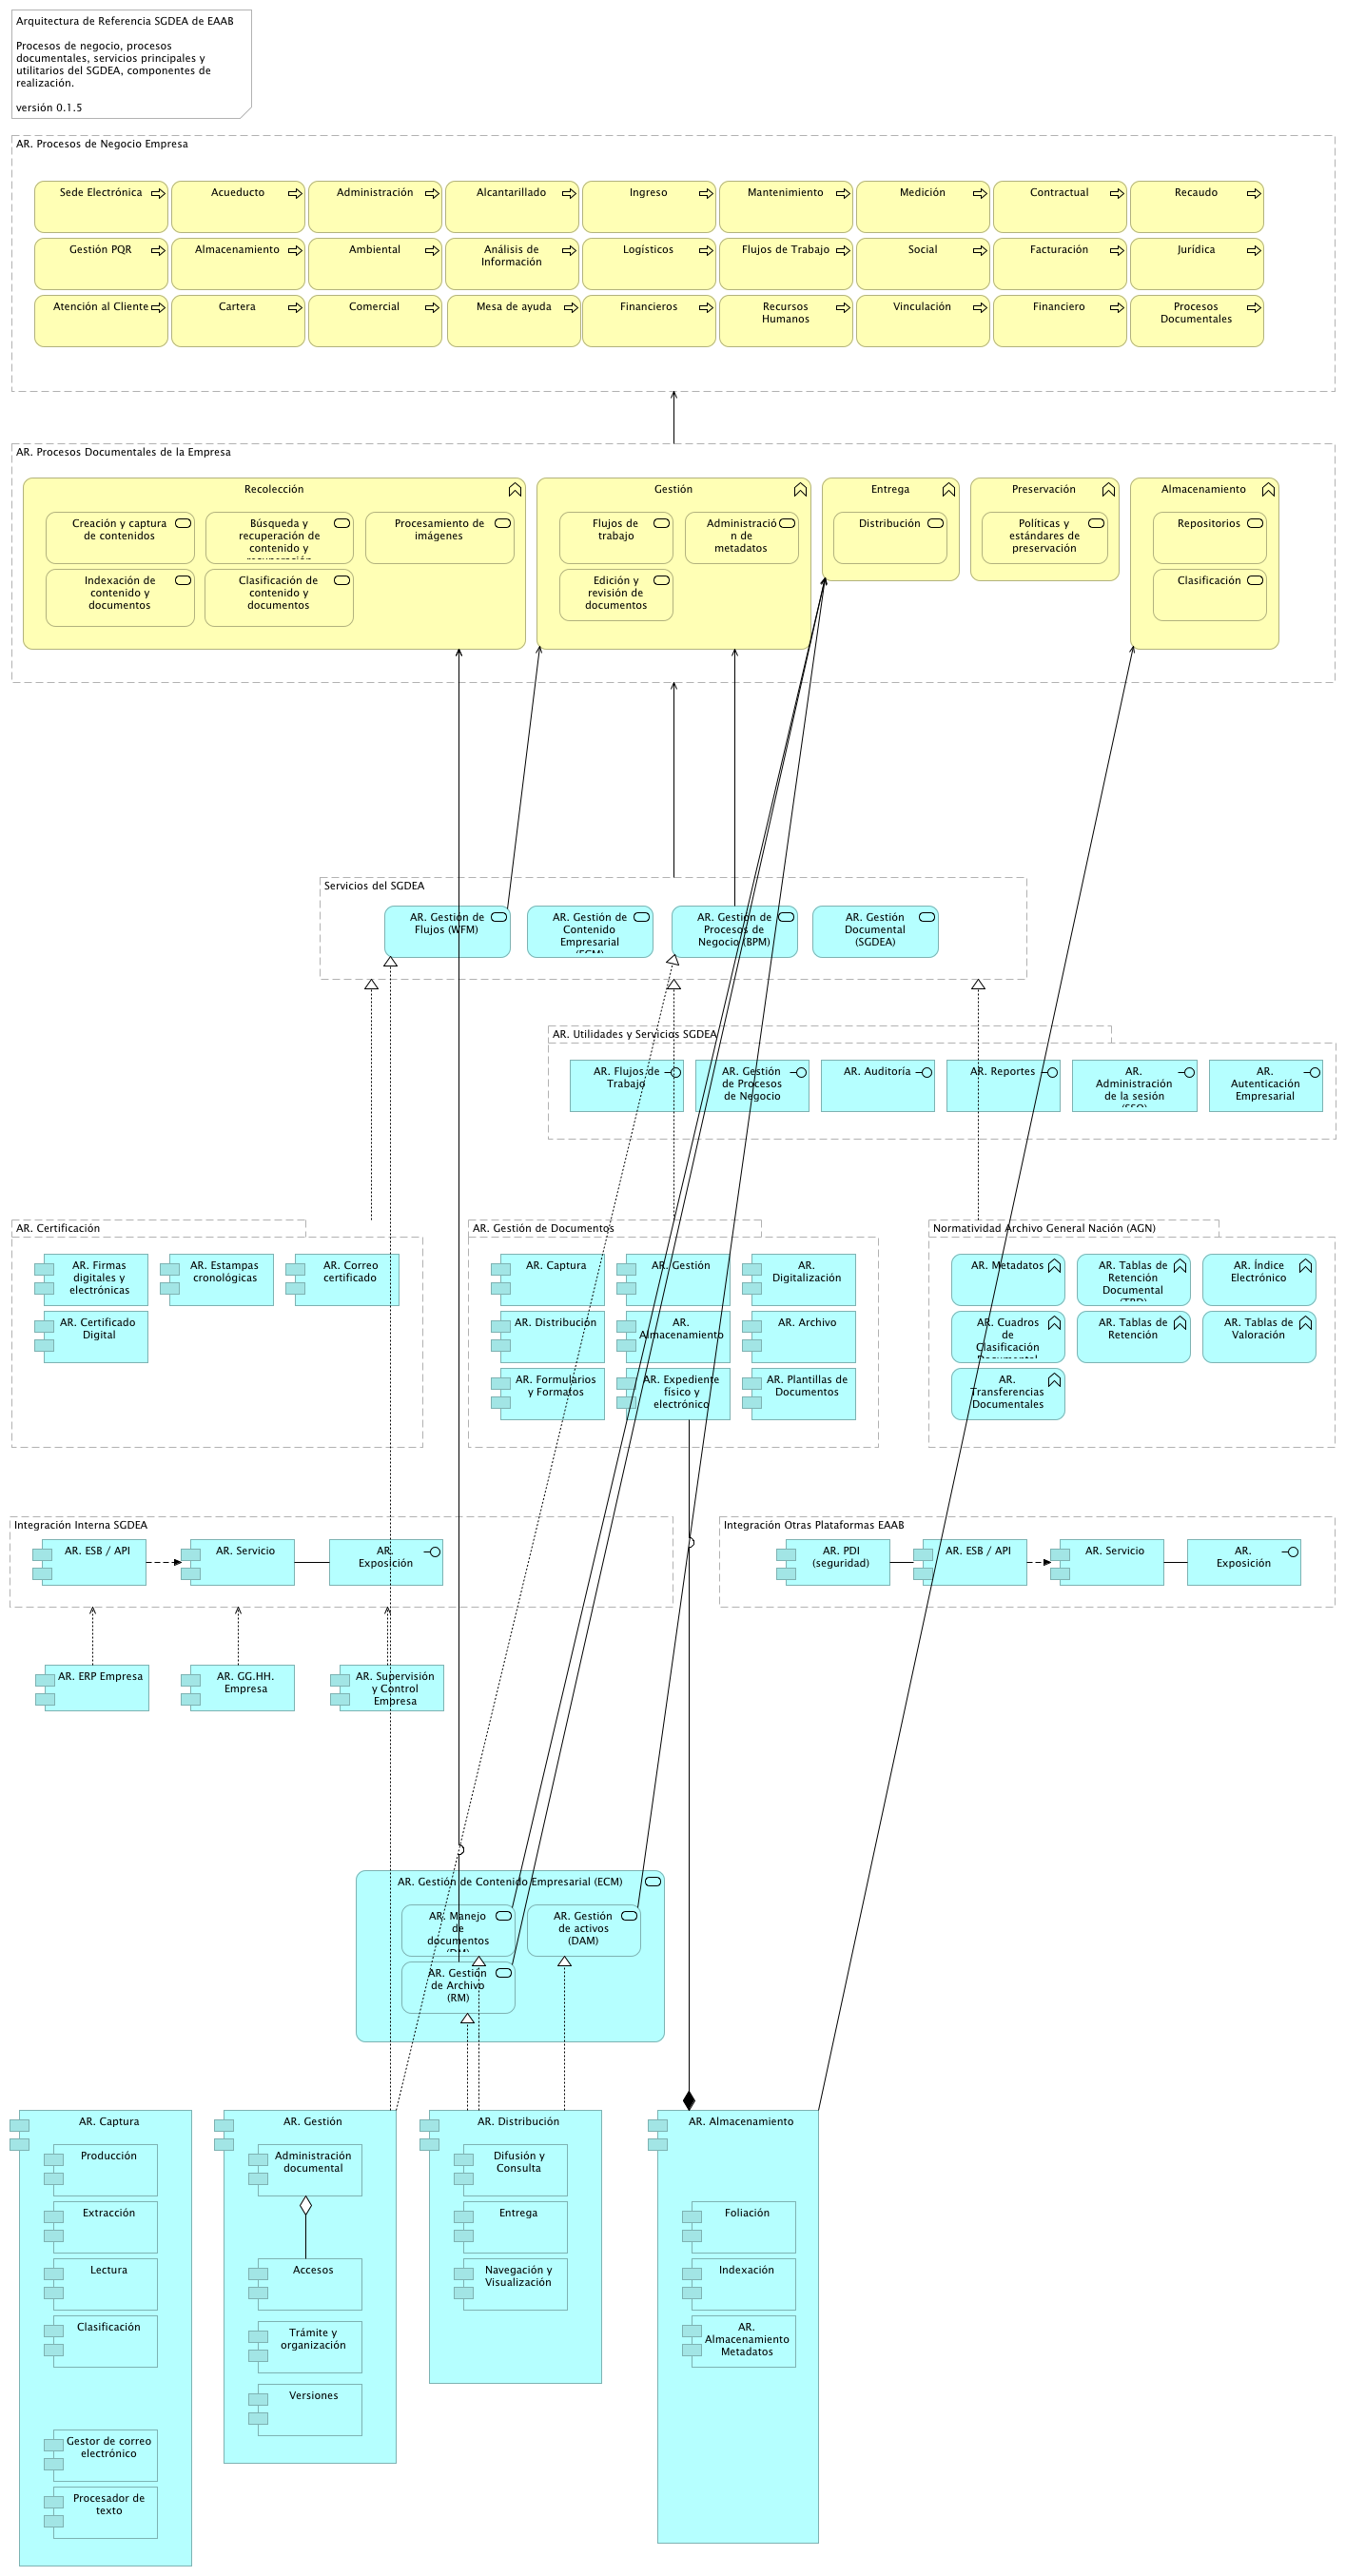 Arquitectura de Referencia SGDEA de EAAB
Procesos de negocio, procesos
documentales, servicios principales y
utilitarios del SGDEA, componentes de
realización.
versión 0.1.5
AR. Procesos de Negocio Empresa
Sede Electrónica
Acueducto
Administración
Alcantarillado
Ingreso
Mantenimiento
Medición
Contractual
Recaudo
Gestión PQR
Almacenamiento
Ambiental
Análisis de
Información
Logísticos
Flujos de Trabajo
Social
Facturación
Jurídica
Atención al Cliente
Cartera
Comercial
Mesa de ayuda
Financieros
Recursos
Humanos
Vinculación
Financiero
Procesos
Documentales
AR. Procesos Documentales de la Empresa
Recolección
Creación y captura
de contenidos
Búsqueda y
recuperación de
contenido y
recuperación
Procesamiento de
imágenes
Indexación de
contenido y
documentos
Clasificación de
contenido y
documentos
Gestión
Flujos de
trabajo
Administració
n de
metadatos
Edición y
revisión de
documentos
Entrega
Distribución
Preservación
Políticas y
estándares de
preservación
Almacenamiento
Repositorios
Clasificación
Servicios del SGDEA
AR. Gestión de
Flujos (WFM)
AR. Gestión de
Contenido
Empresarial
(ECM)
AR. Gestión de
Procesos de
Negocio (BPM)
AR. Gestión
Documental
(SGDEA)
AR. Utilidades y Servicios SGDEA
AR. Flujos de
Trabajo
AR. Gestión
de Procesos
de Negocio
AR. Auditoría
AR. Reportes
AR.
Administración
de la sesión
(SSO)
AR.
Autenticación
Empresarial
AR. Certificación
AR. Firmas
digitales y
electrónicas
AR. Estampas
cronológicas
AR. Correo
certificado
AR. Certificado
Digital
AR. Gestión de Documentos
AR. Captura
AR. Gestión
AR.
Digitalización
AR. Distribución
AR.
Almacenamiento
AR. Archivo
AR. Formularios
y Formatos
AR. Expediente
físico y
electrónico
AR. Plantillas de
Documentos
Normatividad Archivo General Nación (AGN)
AR. Metadatos
AR. Tablas de
Retención
Documental
(TRD)
AR. Índice
Electrónico
AR. Cuadros
de
Clasificación
Documental
AR. Tablas de
Retención
AR. Tablas de
Valoración
AR.
Transferencias
Documentales
Integración Interna SGDEA
AR. ESB / API
AR. Servicio
AR.
Exposición
Integración Otras Plataformas EAAB
AR. PDI
(seguridad)
AR. ESB / API
AR. Servicio
AR.
Exposición
AR. ERP Empresa
AR. GG.HH.
Empresa
AR. Supervisión
y Control
Empresa
AR. Gestión de Contenido Empresarial (ECM)
AR. Manejo
de
documentos
(DM)
AR. Gestión
de activos
(DAM)
AR. Gestión
de Archivo
(RM)
AR. Captura
Producción
Extracción
Lectura
Clasificación
Gestor de correo
electrónico
Procesador de
texto
AR. Gestión
Administración
documental
Accesos
Trámite y
organización
Versiones
AR. Distribución
Difusión y
Consulta
Entrega
Navegación y
Visualización
AR. Almacenamiento
Foliación
Indexación
AR.
Almacenamiento
Metadatos